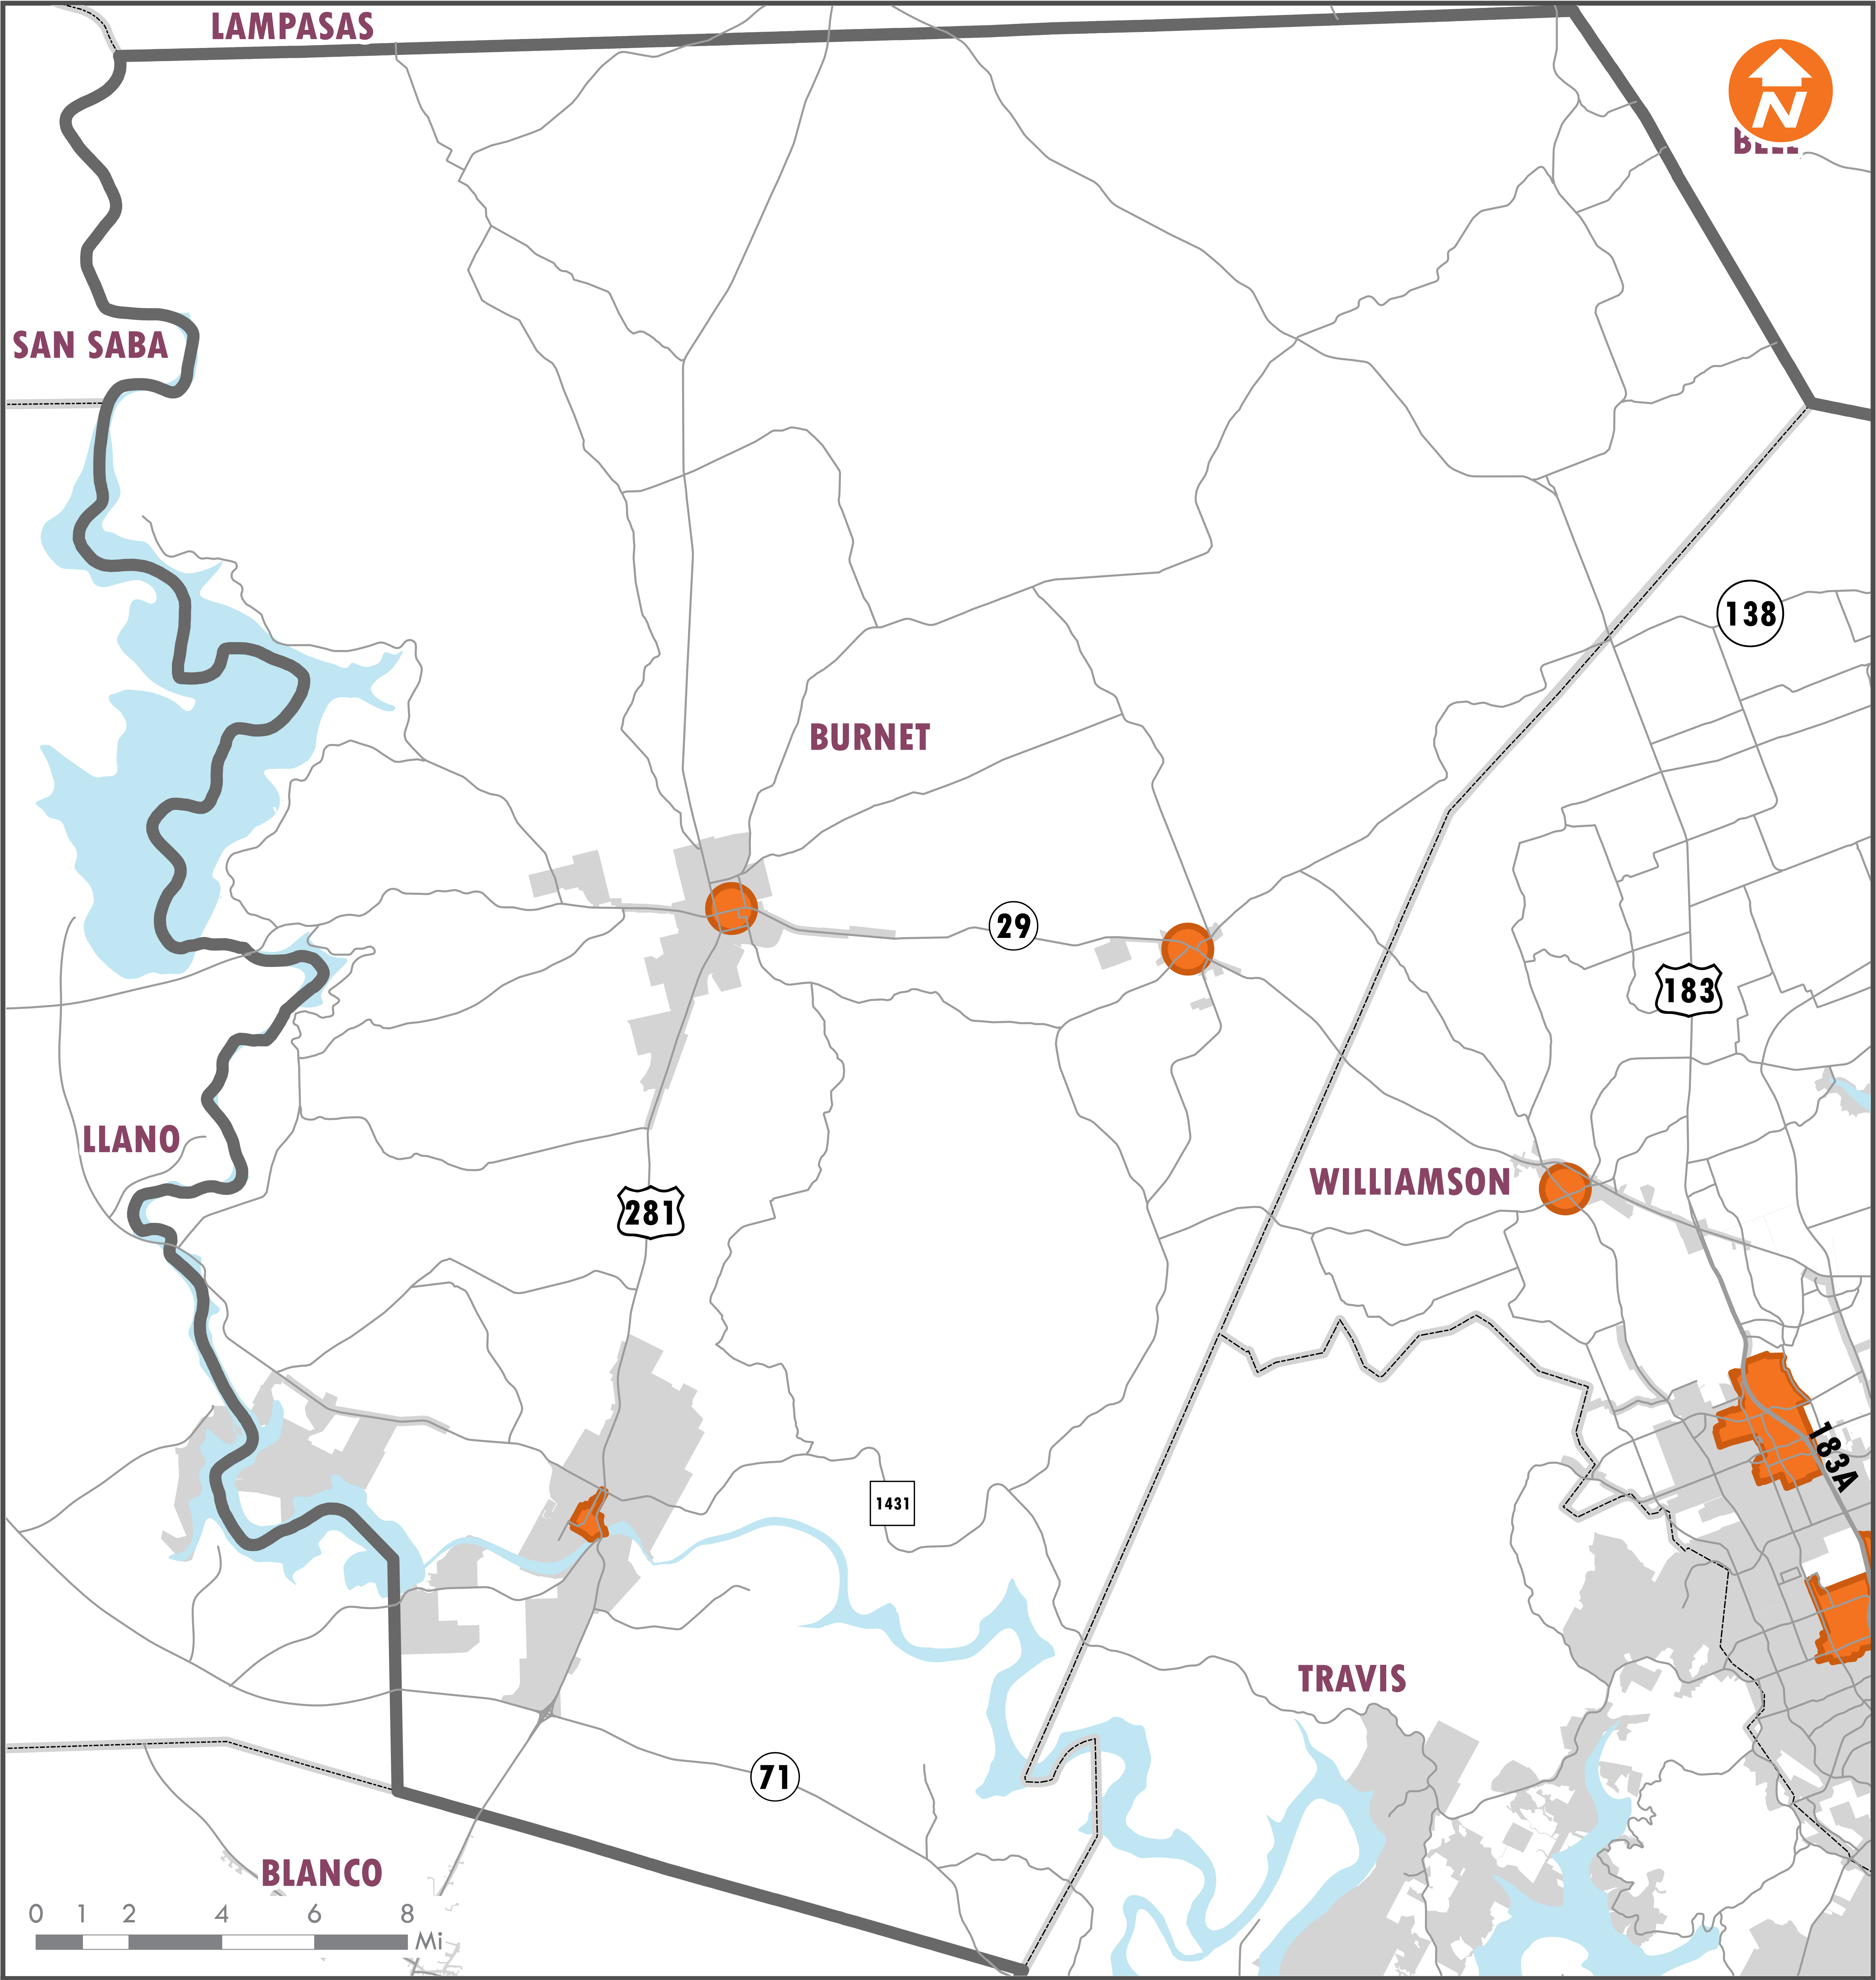 LAMPASAS
N
BELL
SAN SABA
138
BURNET
29
183
LLANO
WILLIAMSON
281
183A
1431
TRAVIS
71
BLANCO
0 1 2 4 6 8
Mi